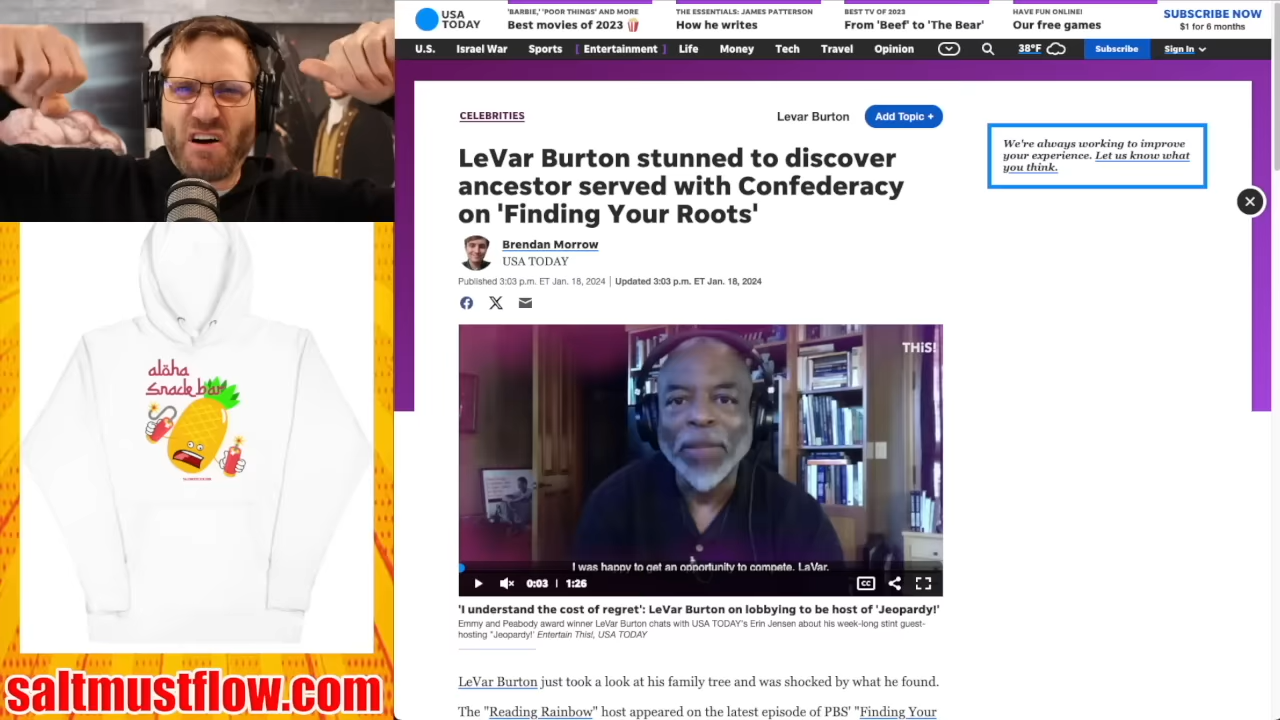 USA TODAY
'BARBIE,' 'POOR THINGS' AND MORE
Best movies of 2023
THE ESSENTIALS: JAMES PATTERSON
How he writes
BEST TV OF 2023
From 'Beef' to 'The Bear'
HAVE FUN ONLINE!
Our free games
SUBSCRIBE NOW
$1 for 6 months
U.S. Israel War Sports [ Entertainment ] Life Money Tech Travel Opinion 38°F Subscribe Sign In
CELEBRITIES
Levar Burton Add Topic +
We're always working to improve
your experience. Let us know what
you think.
LeVar Burton stunned to discover
ancestor served with Confederacy
on 'Finding Your Roots'
Brendan Morrow
USA TODAY
Published 3:03 p.m. ET Jan. 18, 2024 | Updated 3:03 p.m. ET Jan. 18, 2024
THiS!
I was happy to get an opportunity to compete. LaVar.
0:03 | 1:26
CC
'I understand the cost of regret': LeVar Burton on lobbying to be host of 'Jeopardy!'
Emmy and Peabody award winner LeVar Burton chats with USA TODAY's Erin Jensen about his week-long stint guest-
hosting "Jeopardy!' Entertain This!, USA TODAY
LeVar Burton just took a look at his family tree and was shocked by what he found.
The "Reading Rainbow" host appeared on the latest episode of PBS' "Finding Your
alöha
snack bar
saltmustflow.com